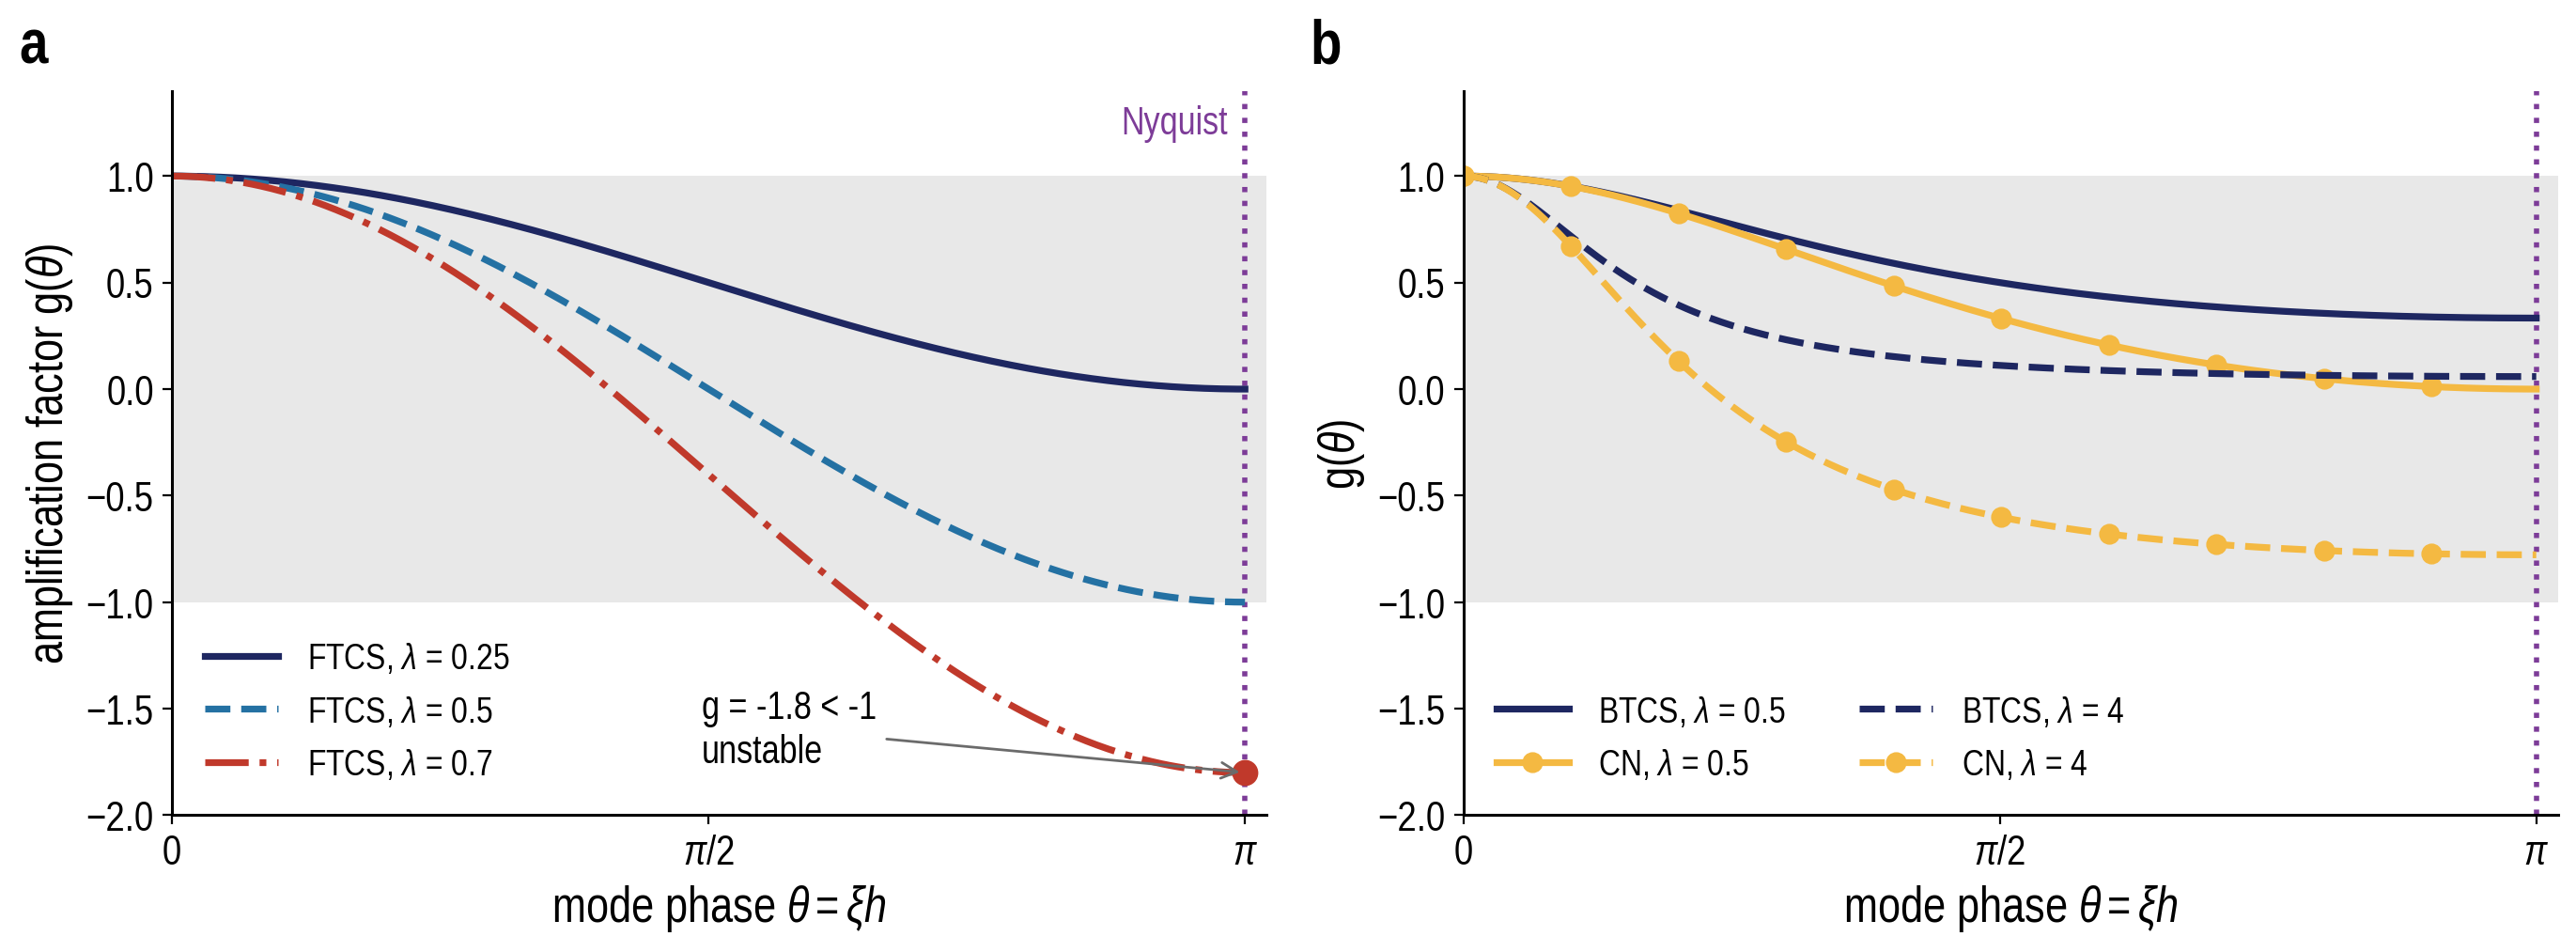 a
Nyquist
1.0
0.5
0.0
−0.5
−1.0
−1.5
−2.0
amplification factor g(θ)
FTCS, λ = 0.25
FTCS, λ = 0.5
FTCS, λ = 0.7
g = -1.8 < -1
unstable
0
π/2
π
mode phase θ = ξh
b
1.0
0.5
0.0
−0.5
−1.0
−1.5
−2.0
g(θ)
BTCS, λ = 0.5
CN, λ = 0.5
BTCS, λ = 4
CN, λ = 4
0
π/2
π
mode phase θ = ξh